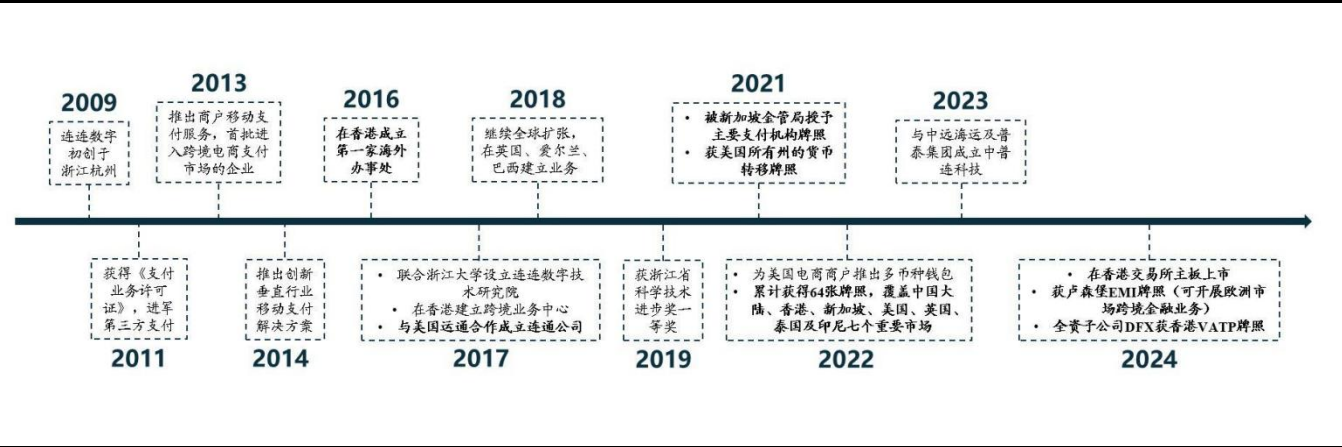 2009
连连数字
初创于
浙江杭州
2011
获得《支付
业务许可
证》，进军
第三方支付
2013
推出商户移动支
付服务，首批进
入跨境电商支付
市场的企业
2014
推出创新
垂直行业
移动支付
解决方案
2016
在香港成立
第一家海外
办事处
2017
• 联合浙江大学设立连连数字技
术研究院
• 在香港建立跨境业务中心
• 与美国运通合作成立连通公司
2018
继续全球扩张，
在英国、爱尔兰、
巴西建立业务
2019
获浙江省
科学技术
进步奖一
等奖
2021
• 被新加坡金管局授予
主要支付机构牌照
• 获美国所有州的货币
转移牌照
2022
• 为美国电商商户推出多币种钱包
• 累计获得64张牌照，覆盖中国大
陆、香港、新加坡、美国、英国、
泰国及印尼七个重要市场
2023
与中远海运及普
泰集团成立中普
连科技
2024
• 在香港交易所主板上市
• 获卢森堡EMI牌照（可开展欧洲市
场跨境金融业务）
• 全资子公司DFX获香港VATP牌照